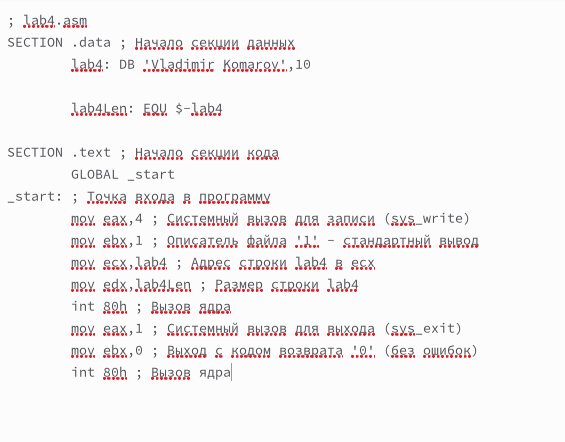 ; lab4.asm
SECTION .data ; Начало секции данных
lab4: DB 'Vladimir Komarov',10
lab4Len: EQU $-lab4
SECTION .text ; Начало секции кода
GLOBAL _start
_start: ; Точка входа в программу
mov eax,4 ; Системный вызов для записи (sys_write)
mov ebx,1 ; Описатель файла '1' - стандартный вывод
mov ecx,lab4 ; Адрес строки lab4 в ecx
mov edx,lab4Len ; Размер строки lab4
int 80h ; Вызов ядра
mov eax,1 ; Системный вызов для выхода (sys_exit)
mov ebx,0 ; Выход с кодом возврата '0' (без ошибок)
int 80h ; Вызов ядра